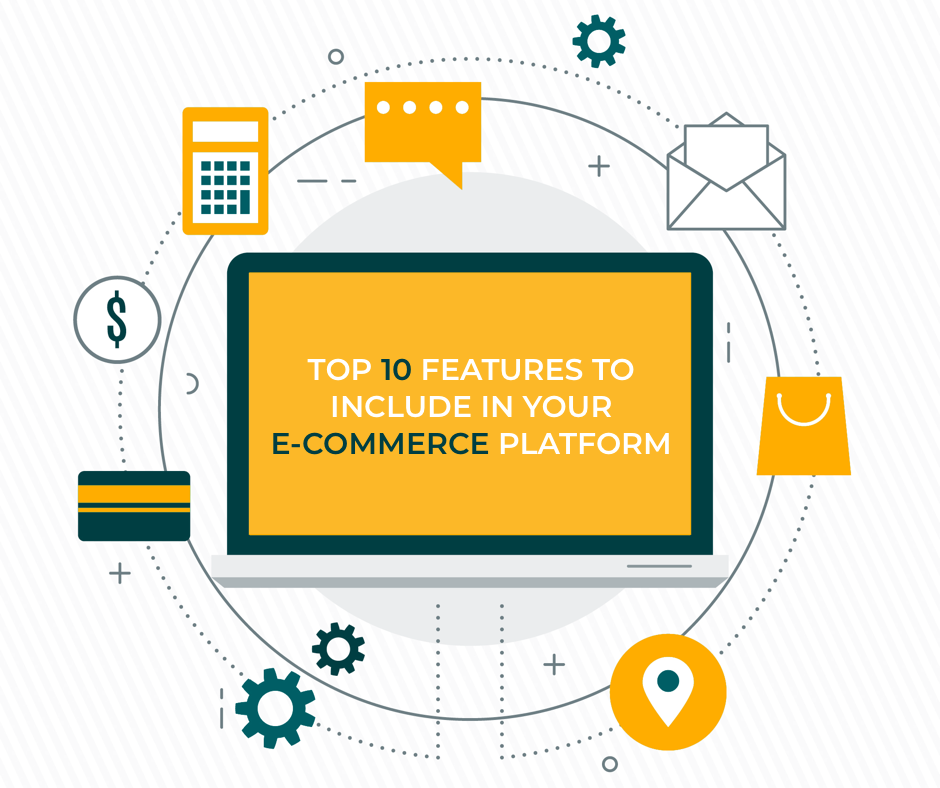 $
TOP 10 FEATURES TO
INCLUDE IN YOUR
E-COMMERCE PLATFORM